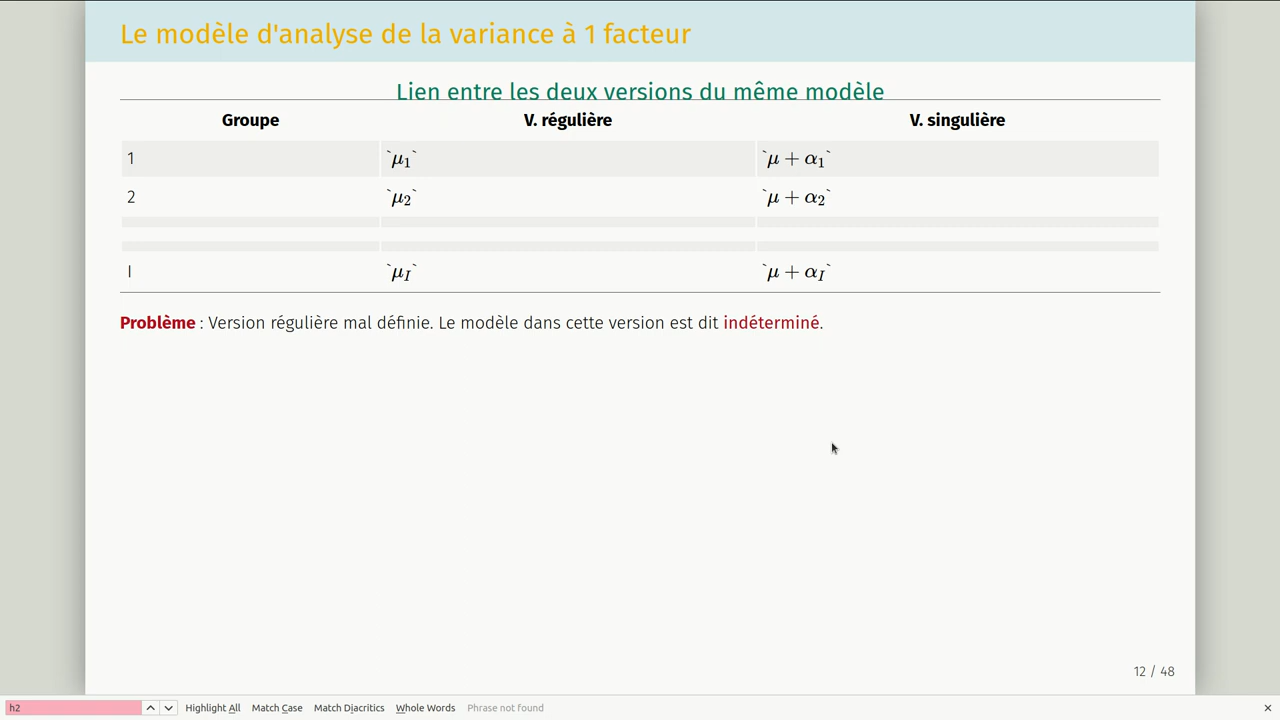 Le modèle d'analyse de la variance à 1 facteur
Lien entre les deux versions du même modèle
Groupe V. régulière V. singulière
1 `μ₁` `μ + α₁`
2 `μ₂` `μ + α₂`
I `μ_I` `μ + α_I`
Problème : Version régulière mal définie. Le modèle dans cette version est dit indéterminé.
12 / 48
h2 Highlight All Match Case Match Diacritics Whole Words Phrase not found